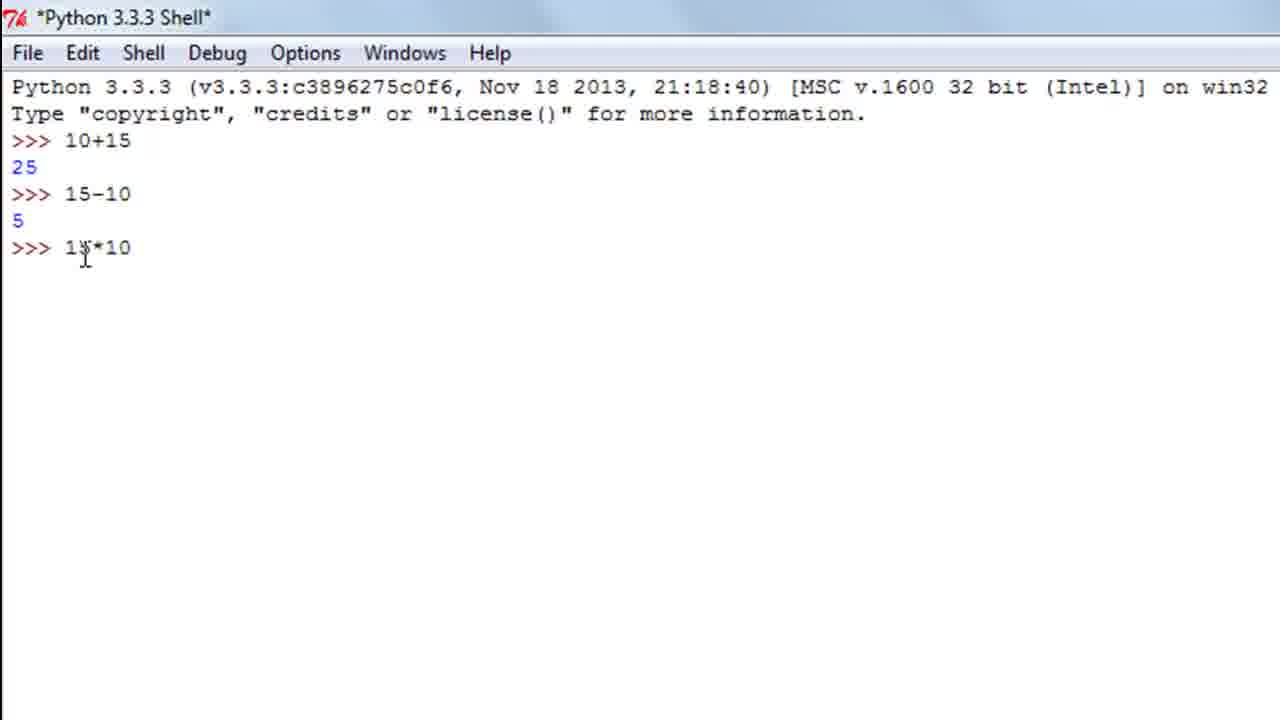 *Python 3.3.3 Shell*
File Edit Shell Debug Options Windows Help
Python 3.3.3 (v3.3.3:c3896275c0f6, Nov 18 2013, 21:18:40) [MSC v.1600 32 bit (Intel)] on win32
Type "copyright", "credits" or "license()" for more information.
>>> 10+15
25
>>> 15-10
5
>>> 15*10